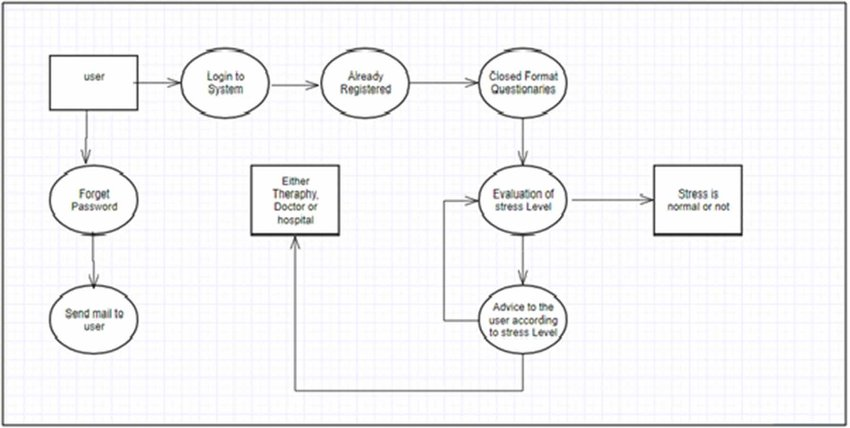 user
Login to
System
Already
Registered
Closed Format
Questionaries
Forget
Password
Either
Theraphy,
Doctor or
hospital
Evaluation of
stress Level
Stress is
normal or not
Send mail to
user
Advice to the
user according
to stress Level